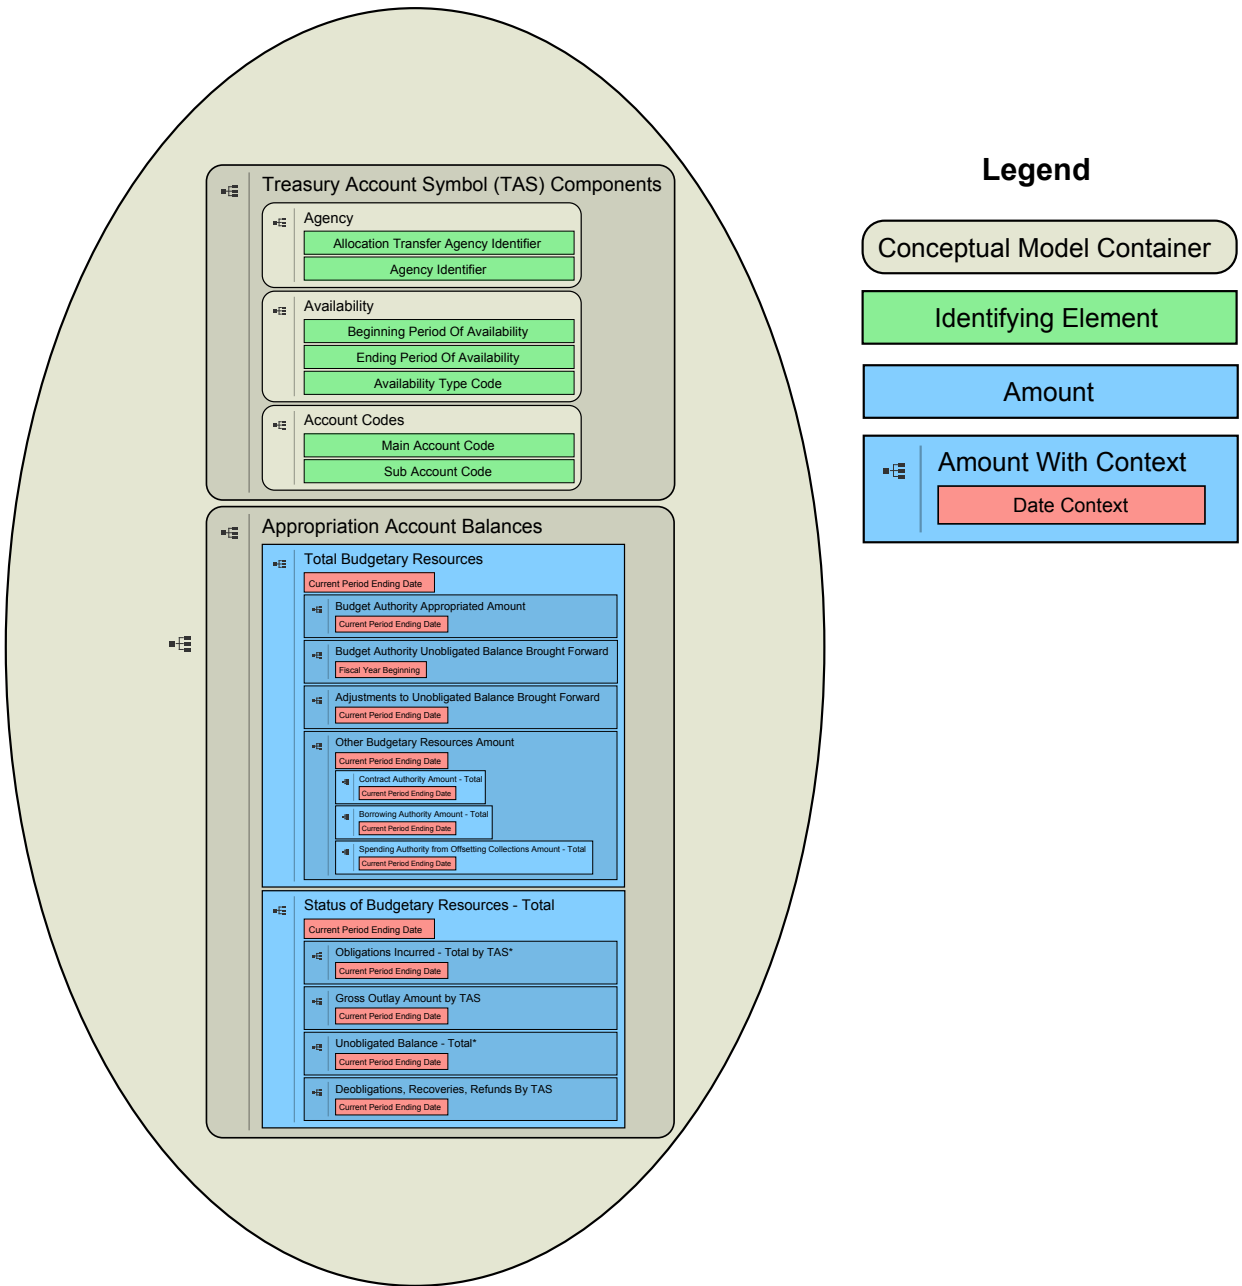 Treasury Account Symbol (TAS) Components
Agency
Allocation Transfer Agency Identifier
Agency Identifier
Availability
Beginning Period Of Availability
Ending Period Of Availability
Availability Type Code
Account Codes
Main Account Code
Sub Account Code
Appropriation Account Balances
Total Budgetary Resources
Current Period Ending Date
Budget Authority Appropriated Amount
Current Period Ending Date
Budget Authority Unobligated Balance Brought Forward
Fiscal Year Beginning
Adjustments to Unobligated Balance Brought Forward
Current Period Ending Date
Other Budgetary Resources Amount
Current Period Ending Date
Contract Authority Amount - Total
Current Period Ending Date
Borrowing Authority Amount - Total
Current Period Ending Date
Spending Authority from Offsetting Collections Amount - Total
Current Period Ending Date
Status of Budgetary Resources - Total
Current Period Ending Date
Obligations Incurred - Total by TAS*
Current Period Ending Date
Gross Outlay Amount by TAS
Current Period Ending Date
Unobligated Balance - Total*
Current Period Ending Date
Deobligations, Recoveries, Refunds By TAS
Current Period Ending Date
Legend
Conceptual Model Container
Identifying Element
Amount
Amount With Context
Date Context